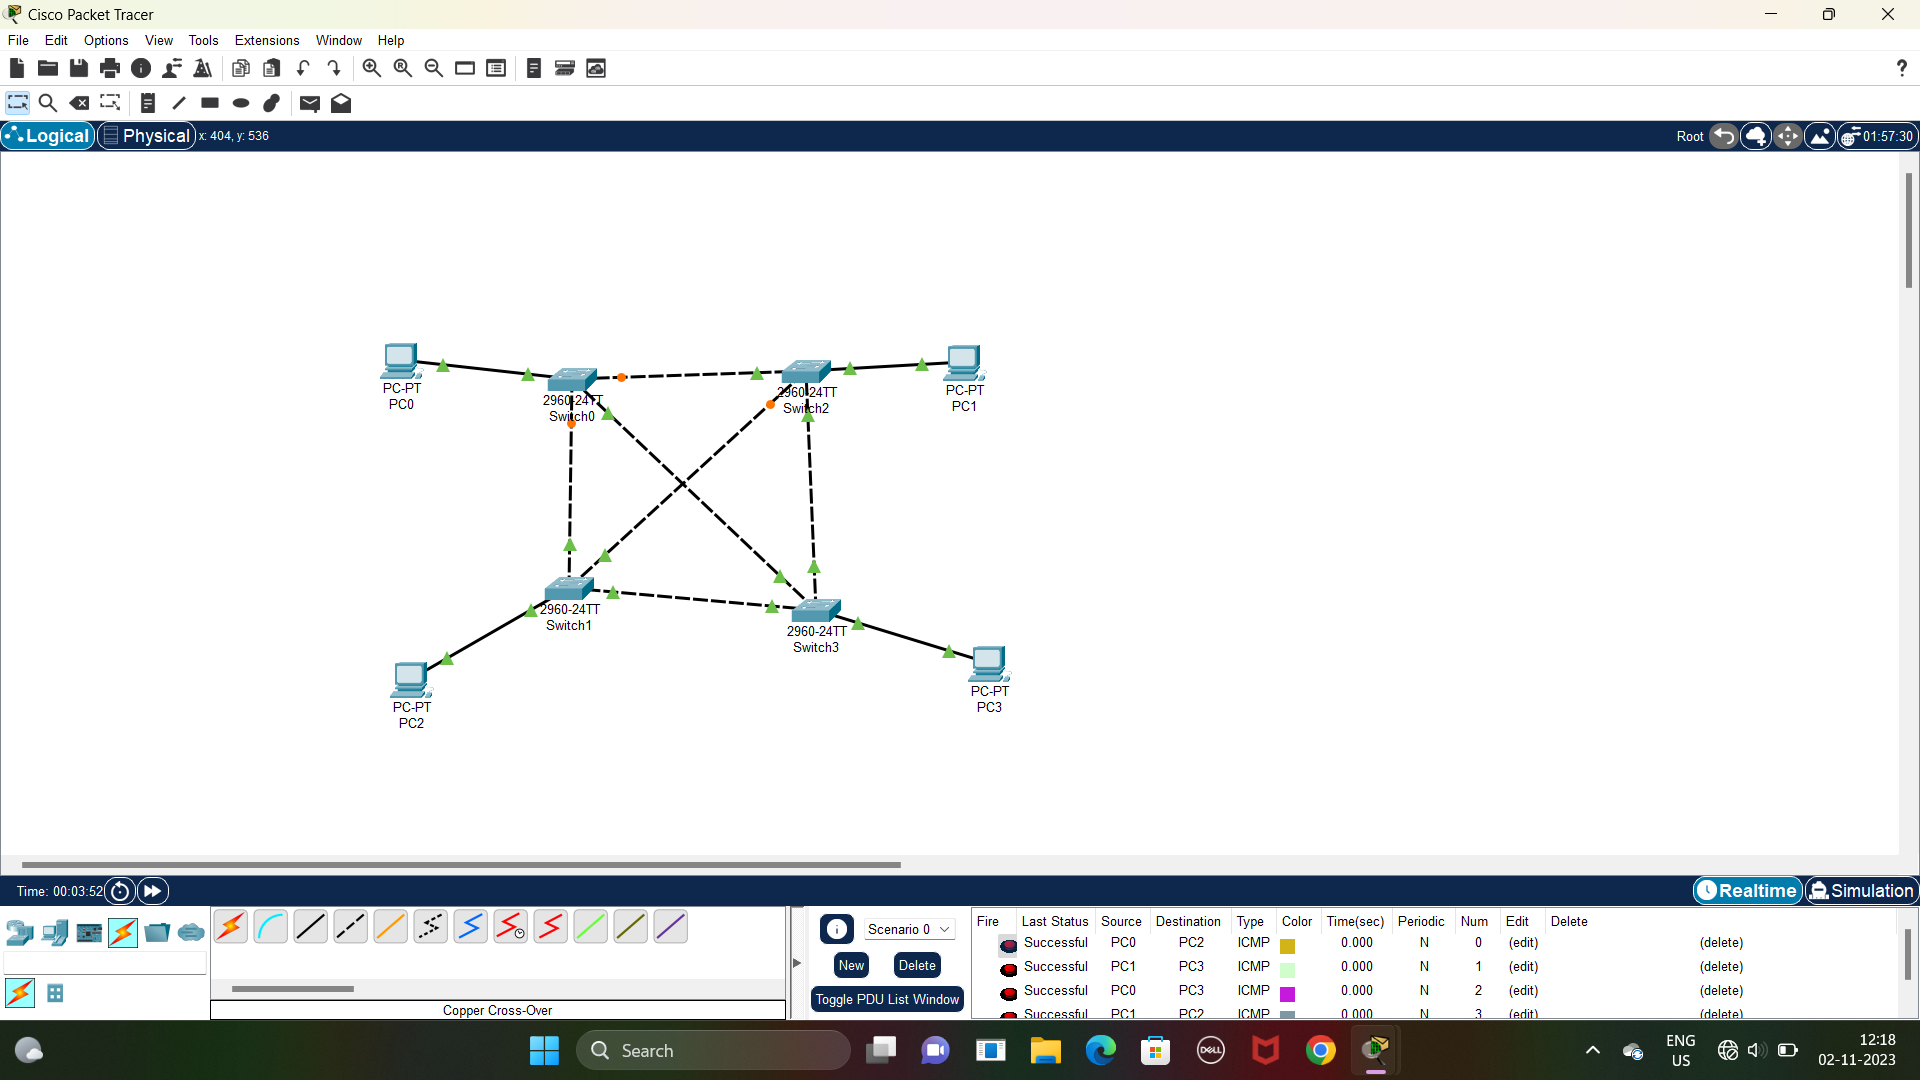 Cisco Packet Tracer
File Edit Options View Tools Extensions Window Help
?
Logical Physical x: 404, y: 536 Root 01:57:30
PC-PT
PC0
2960-24TT
Switch0
2960-24TT
Switch2
PC-PT
PC1
2960-24TT
Switch1
2960-24TT
Switch3
PC-PT
PC2
PC-PT
PC3
Time: 00:03:52 Realtime Simulation
Copper Cross-Over
Scenario 0
New Delete
Toggle PDU List Window
Fire Last Status Source Destination Type Color Time(sec) Periodic Num Edit Delete
Successful PC0 PC2 ICMP 0.000 N 0 (edit) (delete)
Successful PC1 PC3 ICMP 0.000 N 1 (edit) (delete)
Successful PC0 PC3 ICMP 0.000 N 2 (edit) (delete)
Successful PC1 PC2 ICMP 0.000 N 3 (edit) (delete)
Search
DELL
ENG
US
12:18
02-11-2023